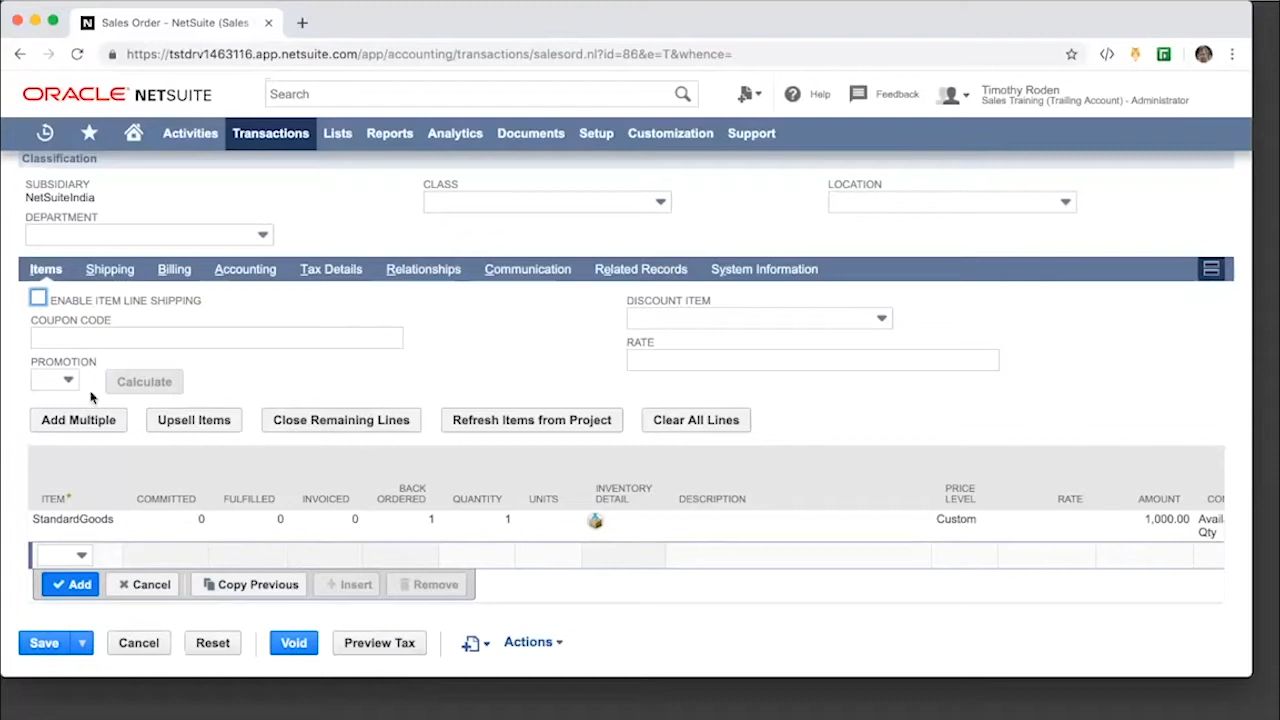 Sales Order - NetSuite (Sales
https://tstdrv1463116.app.netsuite.com/app/accounting/transactions/salesord.nl?id=86&e=T&whence=
ORACLE NETSUITE
Search
Help
Feedback
Timothy Roden
Sales Training (Trailing Account) - Administrator
Activities
Transactions
Lists
Reports
Analytics
Documents
Setup
Customization
Support
Classification
SUBSIDIARY
NetSuiteIndia
CLASS
LOCATION
DEPARTMENT
Items
Shipping
Billing
Accounting
Tax Details
Relationships
Communication
Related Records
System Information
ENABLE ITEM LINE SHIPPING
COUPON CODE
DISCOUNT ITEM
RATE
PROMOTION
Calculate
Add Multiple
Upsell Items
Close Remaining Lines
Refresh Items from Project
Clear All Lines
ITEM*
COMMITTED
FULFILLED
INVOICED
BACK
ORDERED
QUANTITY
UNITS
INVENTORY
DETAIL
DESCRIPTION
PRICE
LEVEL
RATE
AMOUNT
COM
StandardGoods
0
0
0
1
1
Custom
1,000.00
Avail
Qty
Add
Cancel
Copy Previous
Insert
Remove
Save
Cancel
Reset
Void
Preview Tax
Actions